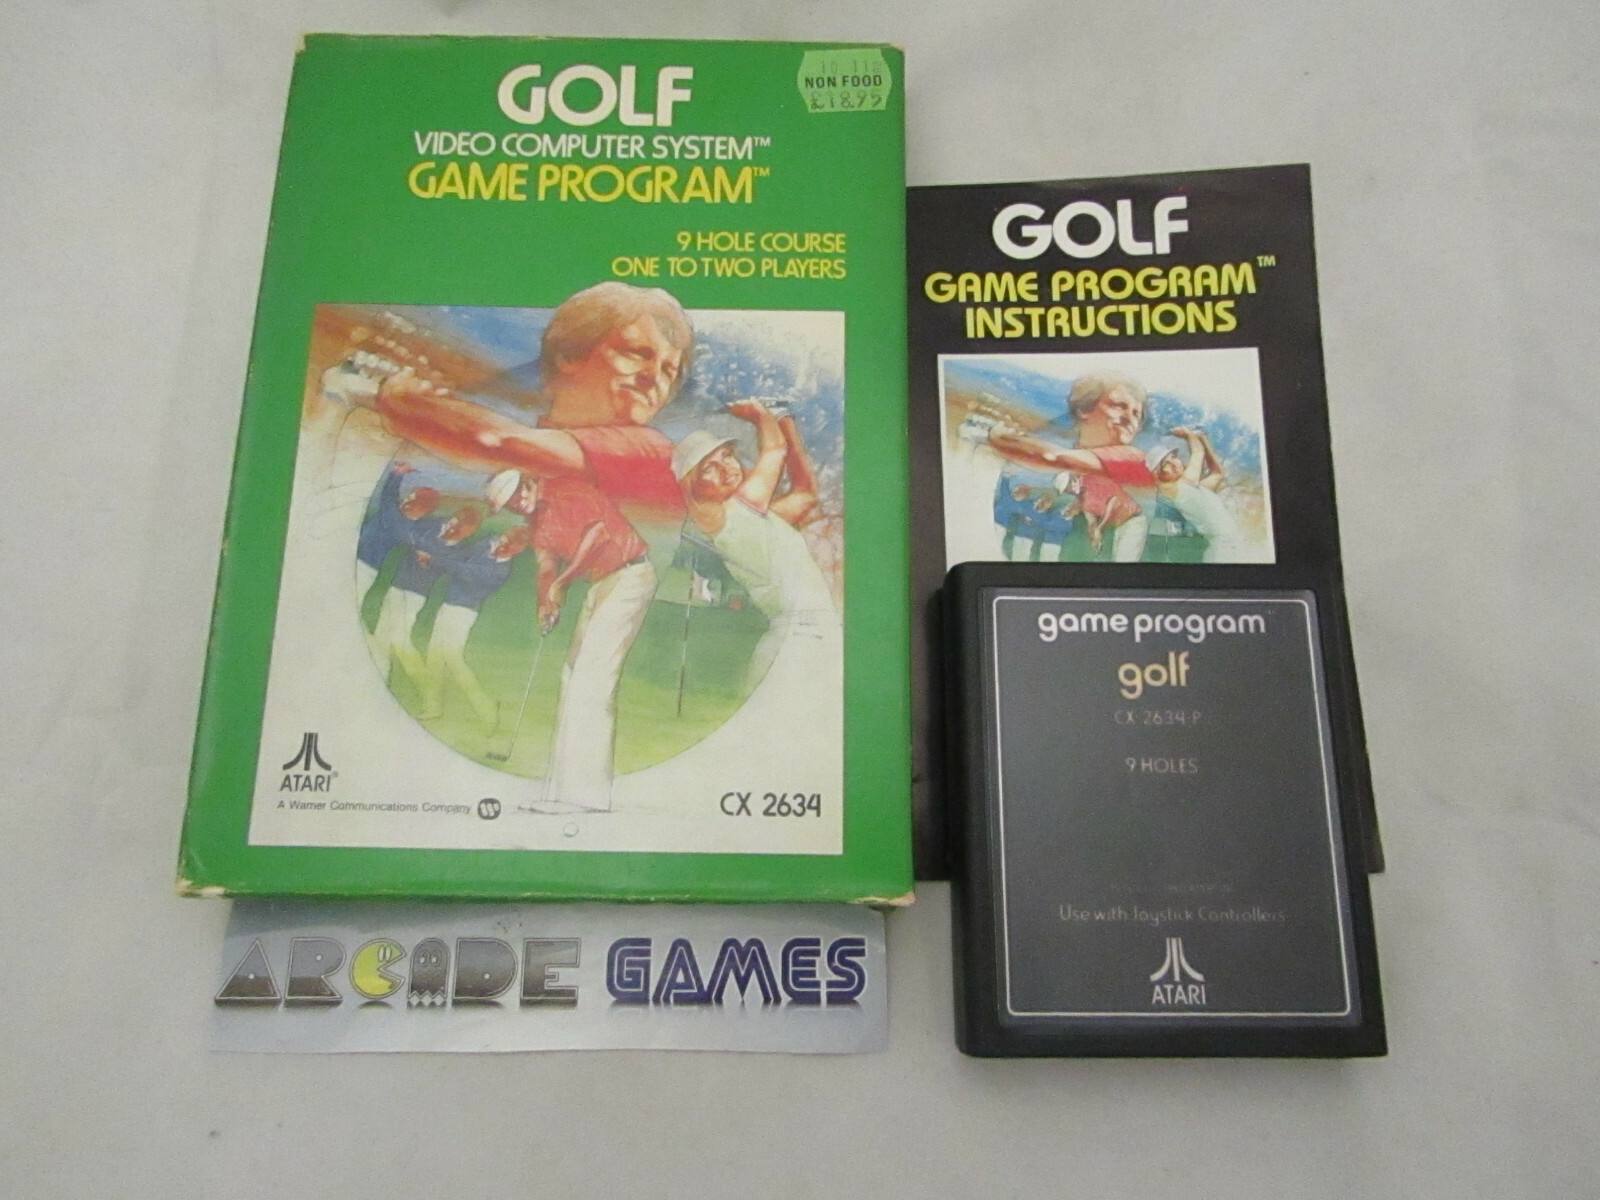 GOLF
VIDEO COMPUTER SYSTEM™
GAME PROGRAM™
9 HOLE COURSE
ONE TO TWO PLAYERS
NON FOOD
£18.95
ATARI®
A Warner Communications Company
CX 2634
GOLF
GAME PROGRAM™
INSTRUCTIONS
game program™
golf
CX 2634 P
9 HOLES
Use with Joystick Controllers
ATARI
ARCADE GAMES